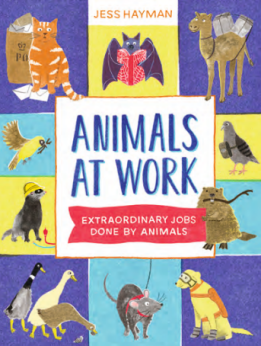 JESS HAYMAN
ANIMALS
AT WORK
EXTRAORDINARY JOBS
DONE BY ANIMALS